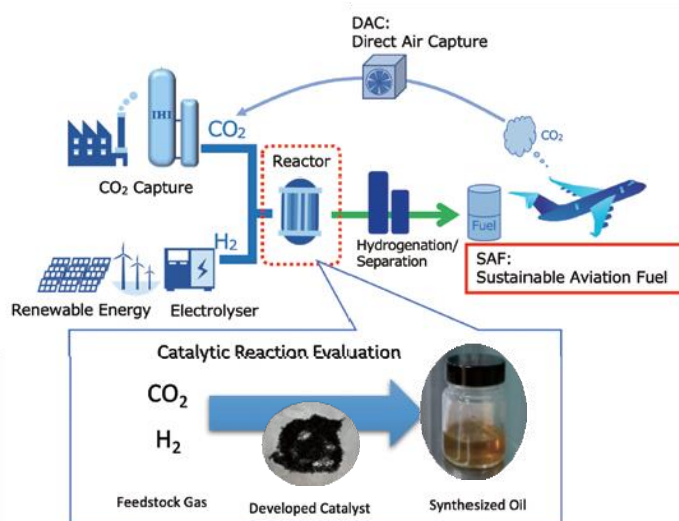 DAC:
Direct Air Capture
IHI
CO₂
CO₂
CO₂ Capture
Reactor
H₂
Fuel
Hydrogenation/
Separation
SAF:
Sustainable Aviation Fuel
Renewable Energy
Electrolyser
Catalytic Reaction Evaluation
CO₂
H₂
Feedstock Gas
Developed Catalyst
Synthesized Oil